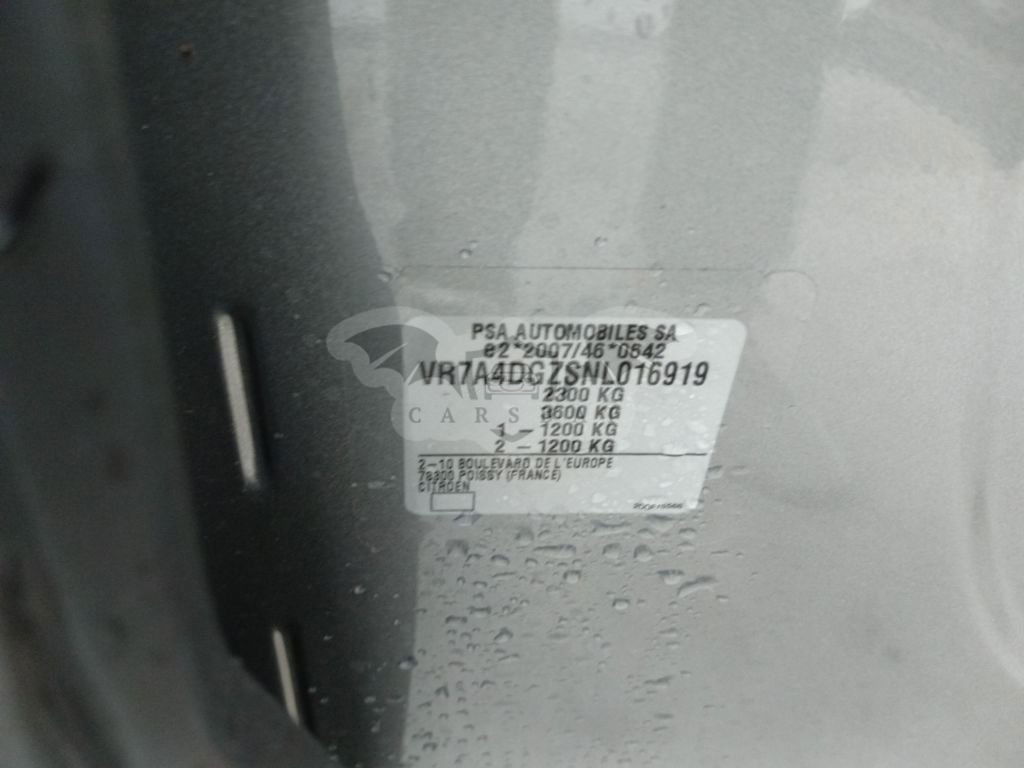 PSA AUTOMOBILES SA
e2*2007/46*0642
VR7A4DGZSNL016919
2300 KG
3600 KG
1 - 1200 KG
2 - 1200 KG
2-10 BOULEVARD DE L'EUROPE
78300 POISSY (FRANCE)
CITROEN
CARS